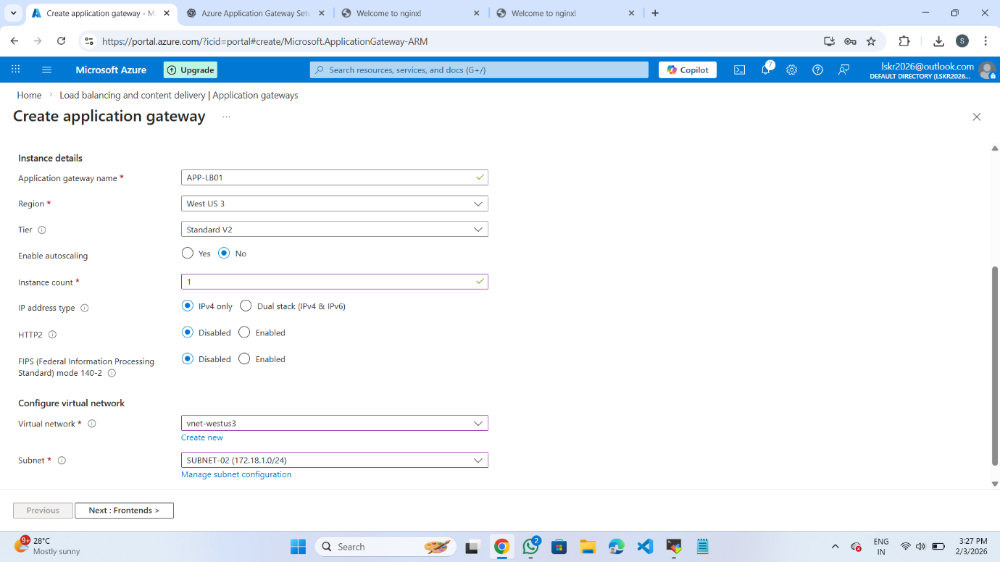 Create application gateway - M
Azure Application Gateway Setu
Welcome to nginx!
Welcome to nginx!
https://portal.azure.com/?icid=portal#create/Microsoft.ApplicationGateway-ARM
S
Microsoft Azure
Upgrade
Search resources, services, and docs (G+/)
Copilot
7
lskr2026@outlook.com
DEFAULT DIRECTORY (LSKR2026...
Home > Load balancing and content delivery | Application gateways
Create application gateway ...
Instance details
Application gateway name *
APP-LB01
Region *
West US 3
Tier
Standard V2
Enable autoscaling
Yes No
Instance count *
1
IP address type
IPv4 only Dual stack (IPv4 & IPv6)
HTTP2
Disabled Enabled
FIPS (Federal Information Processing
Standard) mode 140-2
Disabled Enabled
Configure virtual network
Virtual network *
vnet-westus3
Create new
Subnet *
SUBNET-02 (172.18.1.0/24)
Manage subnet configuration
Previous
Next : Frontends >
9+
28°C
Mostly sunny
Search
2
ENG
IN
3:27 PM
2/3/2026